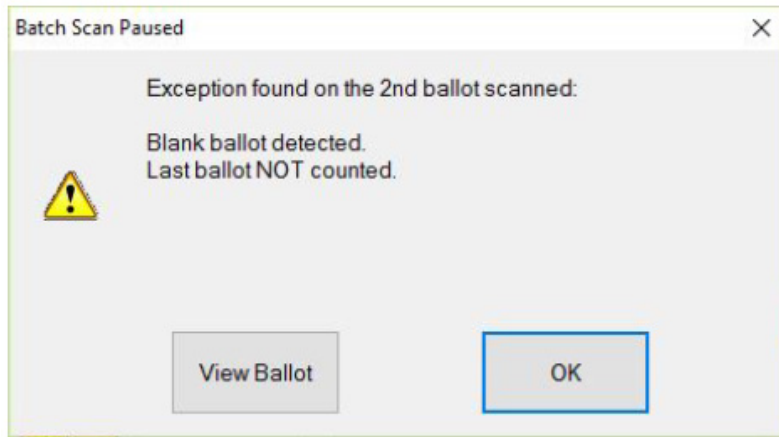 Batch Scan Paused
Exception found on the 2nd ballot scanned:
Blank ballot detected.
Last ballot NOT counted.
View Ballot
OK